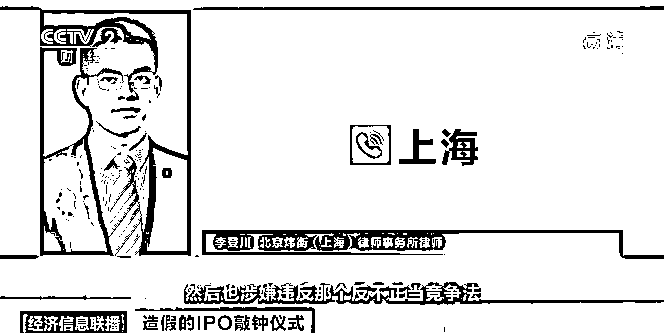 CCTV 2
财经
上海
李登川 北京炜衡（上海）律师事务所律师
然后也涉嫌违反那个反不正当竞争法
经济信息联播 造假的IPO敲钟仪式